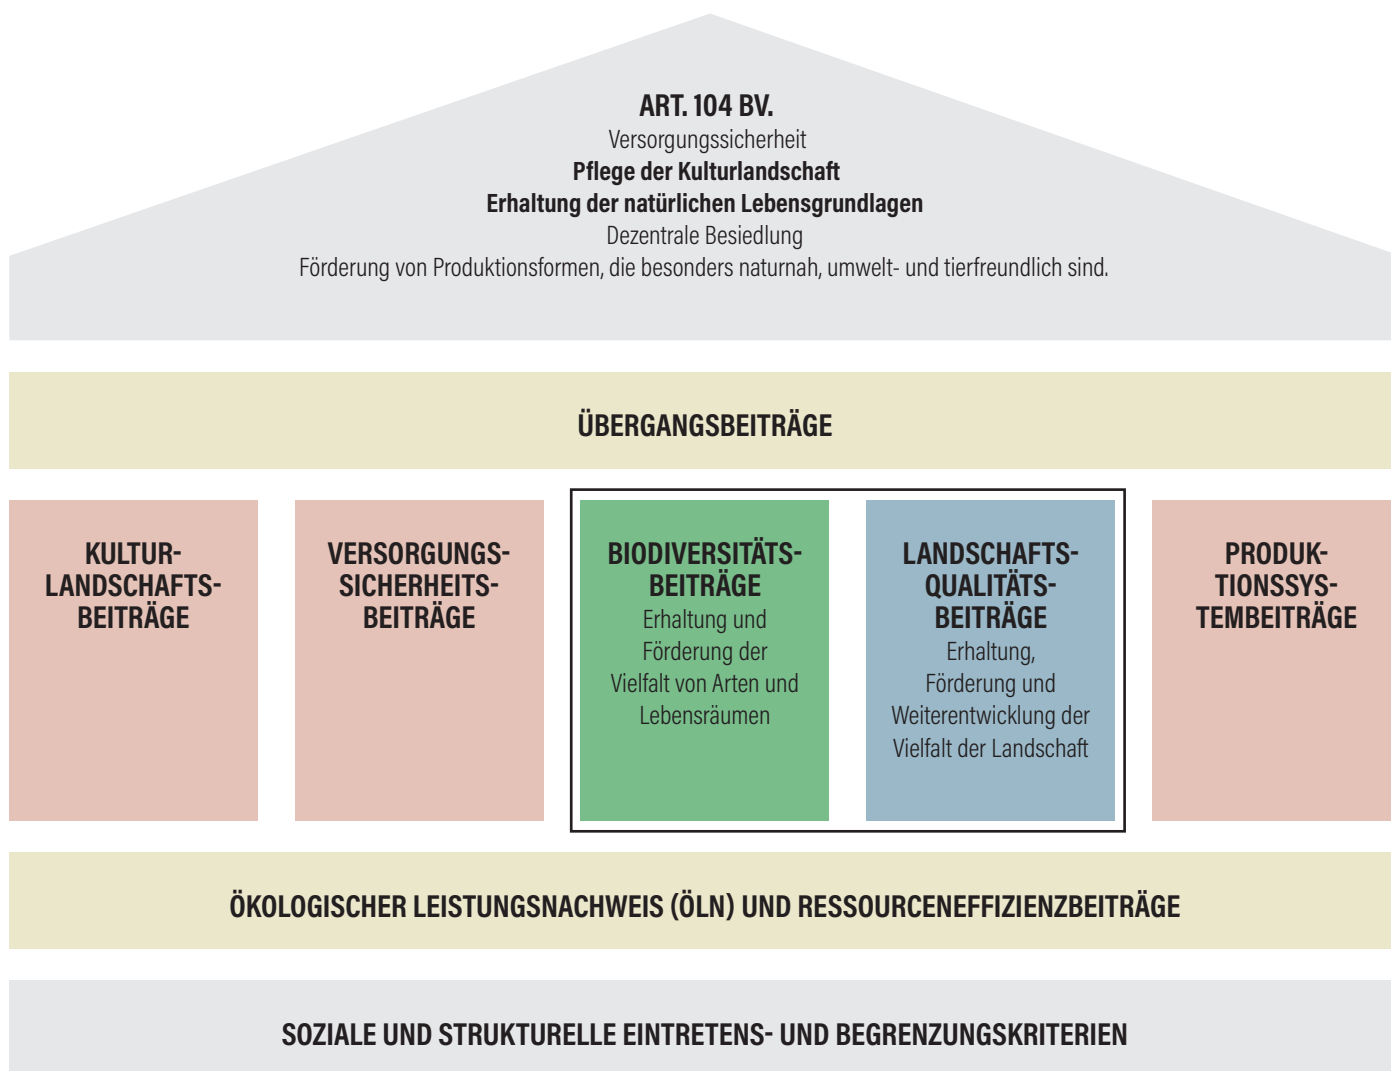 ART. 104 BV.
Versorgungssicherheit
Pflege der Kulturlandschaft
Erhaltung der natürlichen Lebensgrundlagen
Dezentrale Besiedlung
Förderung von Produktionsformen, die besonders naturnah, umwelt- und tierfreundlich sind.
ÜBERGANGSBEITRÄGE
KULTUR-
LANDSCHAFTS-
BEITRÄGE
VERSORGUNGS-
SICHERHEITS-
BEITRÄGE
BIODIVERSITÄTS-
BEITRÄGE
Erhaltung und
Förderung der
Vielfalt von Arten und
Lebensräumen
LANDSCHAFTS-
QUALITÄTS-
BEITRÄGE
Erhaltung,
Förderung und
Weiterentwicklung der
Vielfalt der Landschaft
PRODUK-
TIONSSYS-
TEMBEITRÄGE
ÖKOLOGISCHER LEISTUNGSNACHWEIS (ÖLN) UND RESSOURCENEFFIZIENZBEITRÄGE
SOZIALE UND STRUKTURELLE EINTRETENS- UND BEGRENZUNGSKRITERIEN